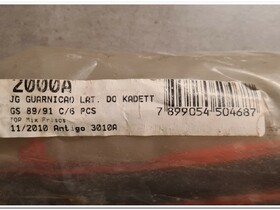 2000A
JG GUARNICAO LAT. DO KADETT
GS 89/91 C/6 PCS
TOP Mix Frisos
11/2010 Antigo 3010A
7 899054 504687